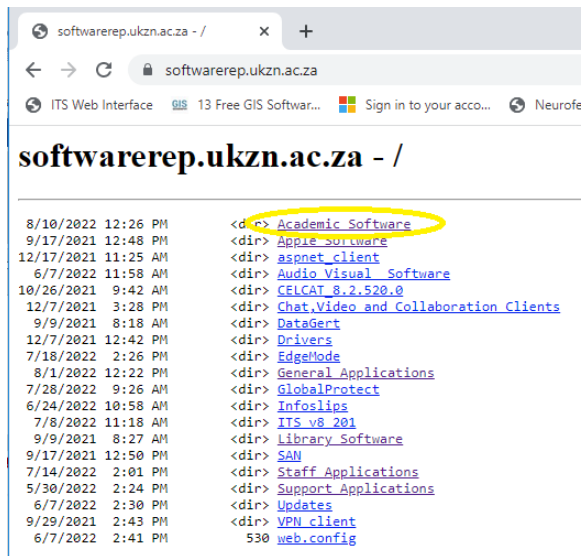 softwarerep.ukzn.ac.za - /
softwarerep.ukzn.ac.za
ITS Web Interface GIS 13 Free GIS Softwar... Sign in to your acco... Neurofe
softwarerep.ukzn.ac.za - /
8/10/2022 12:26 PM <dir> Academic Software
9/17/2021 12:48 PM <dir> Apple Software
12/17/2021 11:25 AM <dir> aspnet_client
6/7/2022 11:58 AM <dir> Audio Visual Software
10/26/2021 9:42 AM <dir> CELCAT_8.2.520.0
12/7/2021 3:28 PM <dir> Chat,Video and Collaboration Clients
9/9/2021 8:18 AM <dir> DataGert
12/7/2021 12:42 PM <dir> Drivers
7/18/2022 2:26 PM <dir> EdgeMode
8/1/2022 12:22 PM <dir> General Applications
7/28/2022 9:26 AM <dir> GlobalProtect
6/24/2022 10:58 AM <dir> Infoslips
7/8/2022 11:18 AM <dir> ITS v8 201
9/9/2021 8:27 AM <dir> Library Software
9/17/2021 12:50 PM <dir> SAN
7/14/2022 2:01 PM <dir> Staff Applications
5/30/2022 2:24 PM <dir> Support Applications
6/7/2022 2:30 PM <dir> Updates
9/29/2021 2:43 PM <dir> VPN client
6/7/2022 2:41 PM 530 web.config